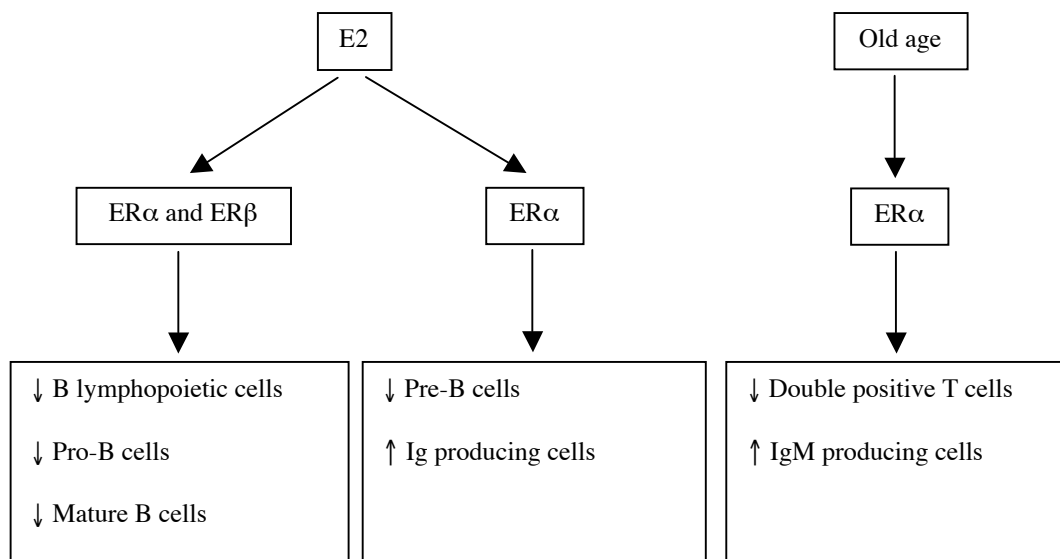 E2
Old age
ERα and ERβ
ERα
ERα
↓ B lymphopoietic cells
↓ Pro-B cells
↓ Mature B cells
↓ Pre-B cells
↑ Ig producing cells
↓ Double positive T cells
↑ IgM producing cells